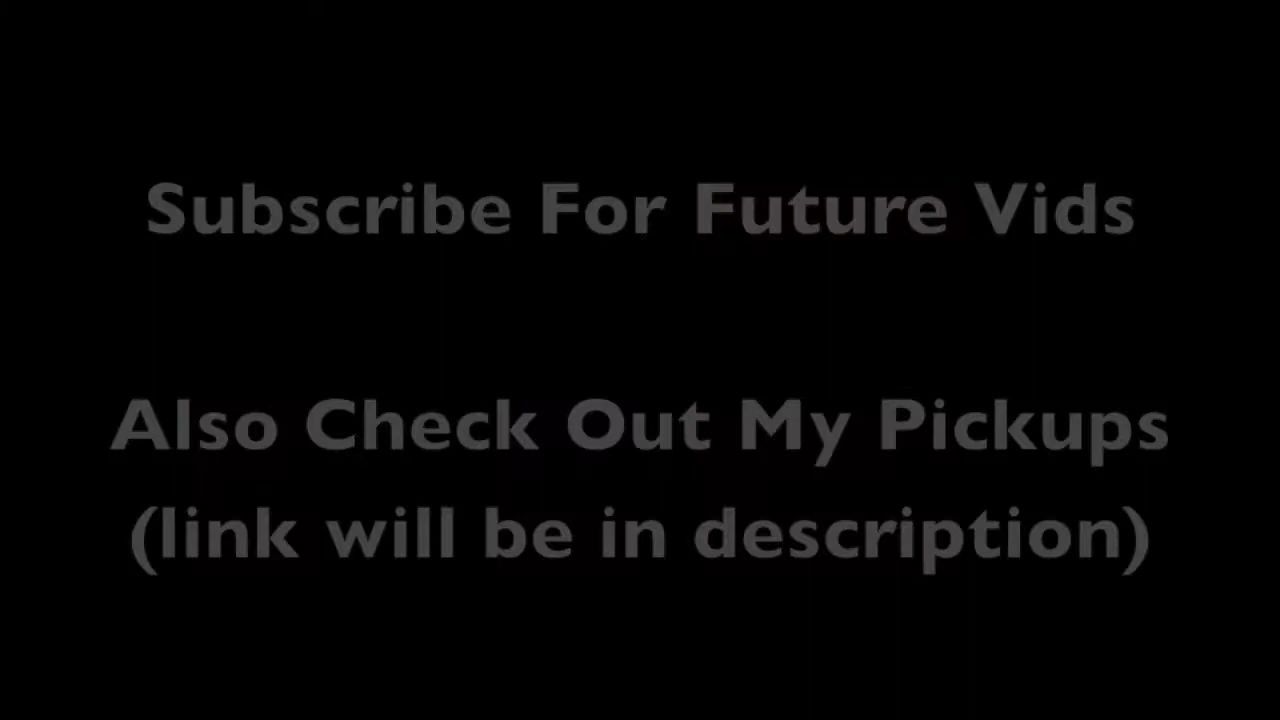 Subscribe For Future Vids
Also Check Out My Pickups
(link will be in description)